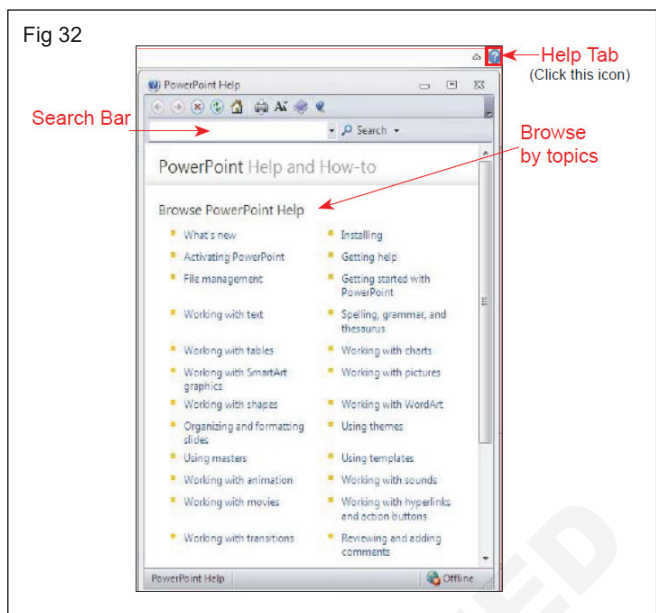 Fig 32
Help Tab
(Click this icon)
PowerPoint Help
Search Bar
Search
Browse
by topics
PowerPoint Help and How-to
Browse PowerPoint Help
What's new
Installing
Activating PowerPoint
Getting help
File management
Getting started with
PowerPoint
Working with text
Spelling, grammar, and
thesaurus
Working with tables
Working with charts
Working with SmartArt
graphics
Working with pictures
Working with shapes
Working with WordArt
Organizing and formatting
slides
Using themes
Using masters
Using templates
Working with animation
Working with sounds
Working with movies
Working with hyperlinks
and action buttons
Working with transitions
Reviewing and adding
comments
PowerPoint Help
Offline